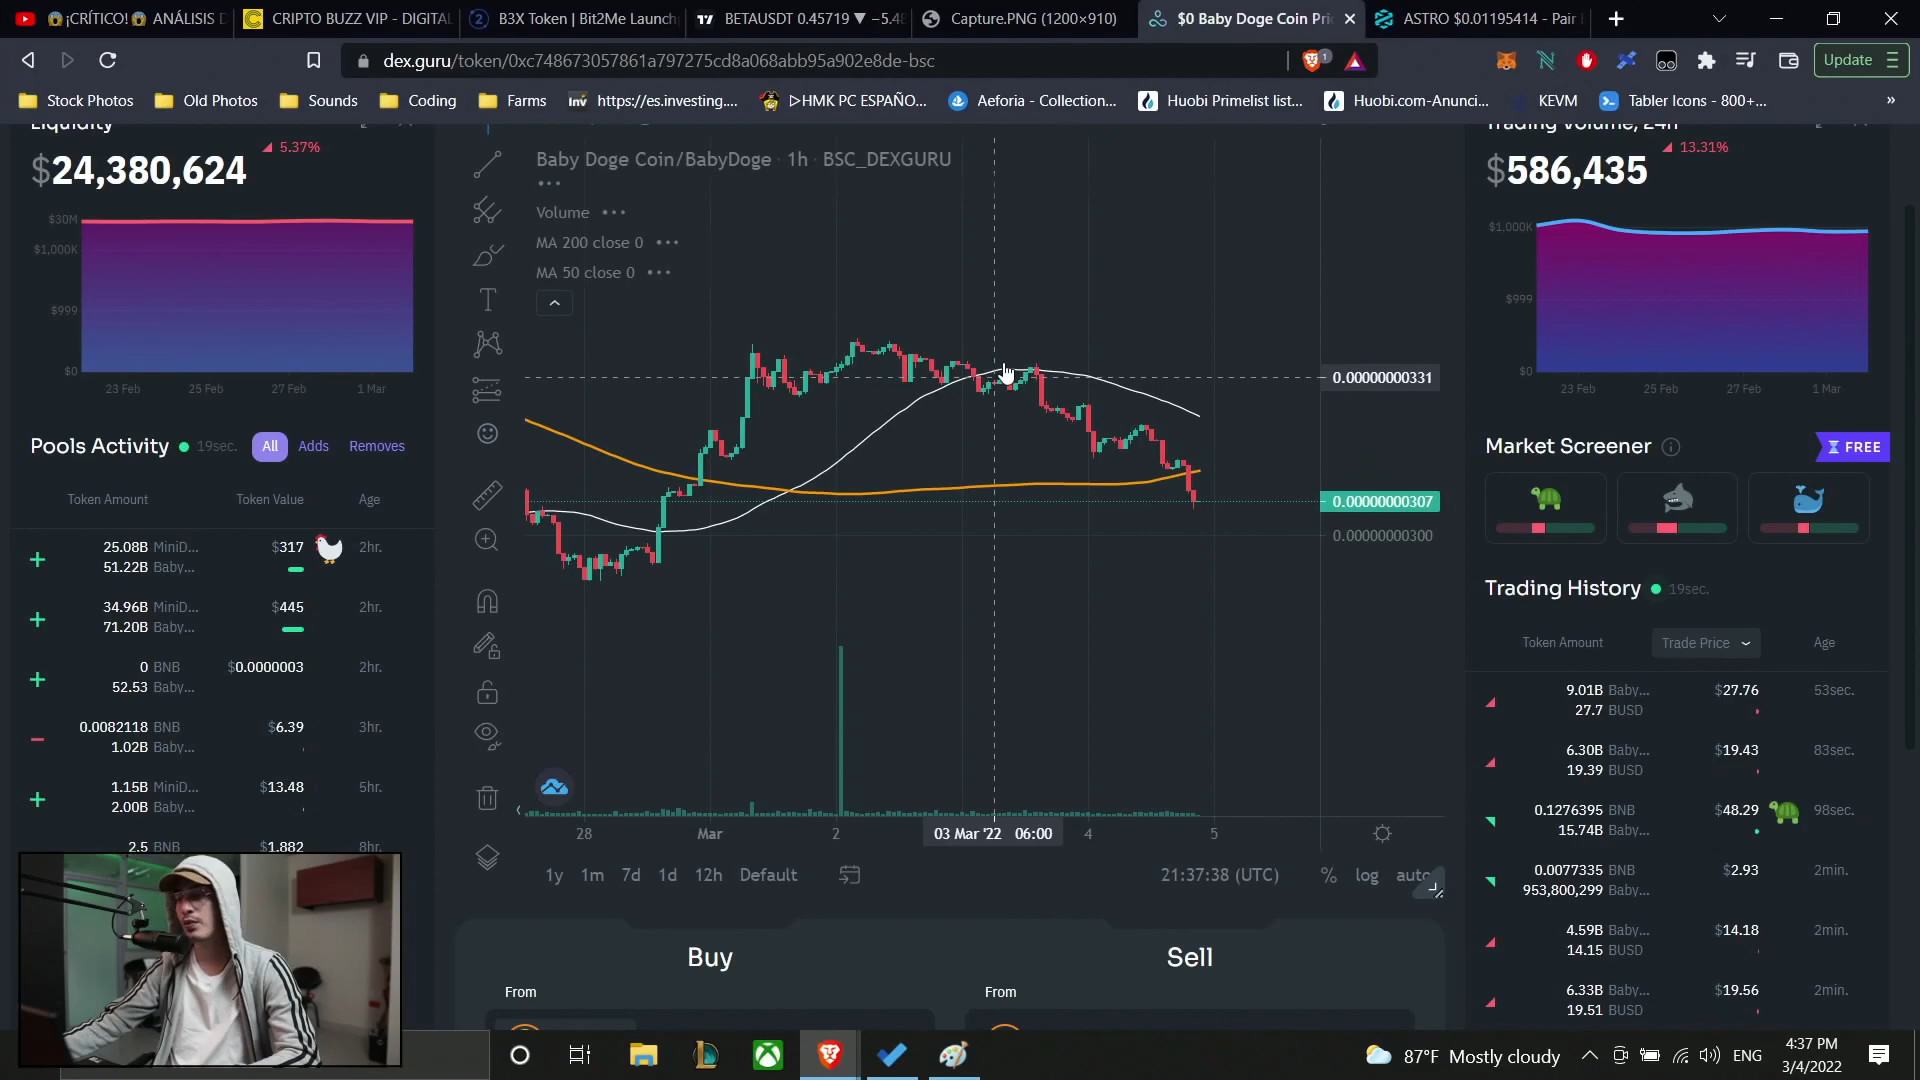 ¡CRÍTICO! ANÁLISIS D
CRIPTO BUZZ VIP - DIGITAL
B3X Token | Bit2Me Launch
BETAUSDT 0.45719 ▼ −5.48
Capture.PNG (1200×910)
$0 Baby Doge Coin Pri
ASTRO $0.01195414 - Pair
dex.guru/token/0xc748673057861a797275cd8a068abb95a902e8de-bsc
1
Update
Stock Photos
Old Photos
Sounds
Coding
Farms
inv
https://es.investing....
▷HMK PC ESPAÑO...
Aeforia - Collection...
Huobi Primelist list...
Huobi.com-Anunci...
KEVM
Tabler Icons - 800+...
»
Liquidity
$24,380,624
5.37%
$30M
$1,000K
$999
$0
23 Feb
25 Feb
27 Feb
1 Mar
Pools Activity
19sec.
All
Adds
Removes
Token Amount
Token Value
Age
25.08B MiniD...
$317
2hr.
51.22B Baby...
34.96B MiniD...
$445
2hr.
71.20B Baby...
0 BNB
$0.0000003
2hr.
52.53 Baby...
0.0082118 BNB
$6.39
3hr.
1.02B Baby...
1.15B MiniD...
$13.48
5hr.
2.00B Baby...
2.5 BNB
$1,882
8hr.
Baby Doge Coin/BabyDoge · 1h · BSC_DEXGURU
Volume
MA 200 close 0
MA 50 close 0
0.00000000331
0.00000000307
0.00000000300
28
Mar
2
03 Mar '22 06:00
4
5
1y
1m
7d
1d
12h
Default
21:37:38 (UTC)
%
log
auto
Buy
Sell
From
From
Trading Volume, 24h
$586,435
13.31%
$1,000K
$999
$0
23 Feb
25 Feb
27 Feb
1 Mar
Market Screener
FREE
Trading History
19sec.
Token Amount
Trade Price
Age
9.01B Baby...
$27.76
53sec.
27.7 BUSD
6.30B Baby...
$19.43
83sec.
19.39 BUSD
0.1276395 BNB
$48.29
98sec.
15.74B Baby...
0.0077335 BNB
$2.93
2min.
953,800,299 Baby...
4.59B Baby...
$14.18
2min.
14.15 BUSD
6.33B Baby...
$19.56
2min.
19.51 BUSD
87°F Mostly cloudy
ENG
4:37 PM
3/4/2022